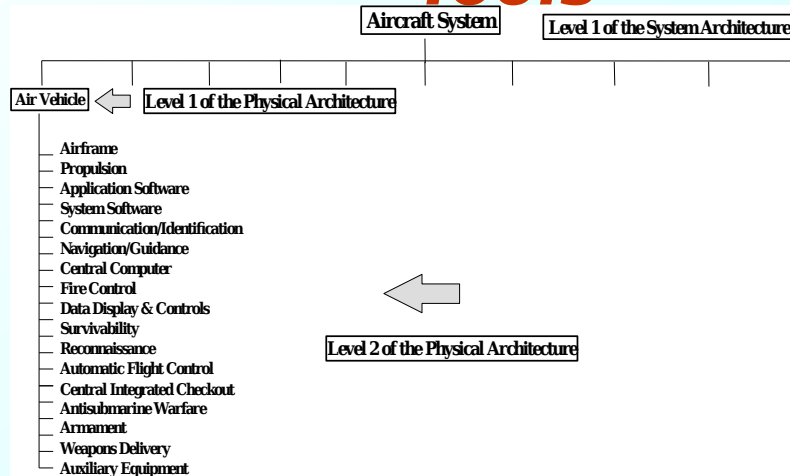 Aircraft System
Level 1 of the System Architecture
Air Vehicle
Level 1 of the Physical Architecture
Airframe
Propulsion
Application Software
System Software
Communication/Identification
Navigation/Guidance
Central Computer
Fire Control
Data Display & Controls
Survivability
Reconnaissance
Level 2 of the Physical Architecture
Automatic Flight Control
Central Integrated Checkout
Antisubmarine Warfare
Armament
Weapons Delivery
Auxiliary Equipment